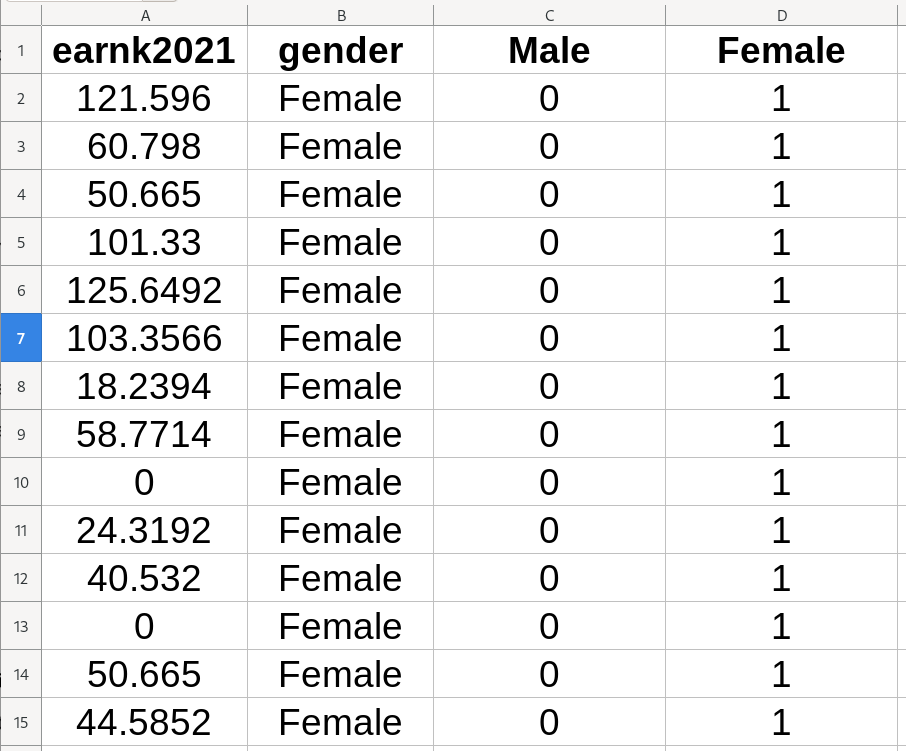 A B C D
1 earnk2021 gender Male Female
2 121.596 Female 0 1
3 60.798 Female 0 1
4 50.665 Female 0 1
5 101.33 Female 0 1
6 125.6492 Female 0 1
7 103.3566 Female 0 1
8 18.2394 Female 0 1
9 58.7714 Female 0 1
10 0 Female 0 1
11 24.3192 Female 0 1
12 40.532 Female 0 1
13 0 Female 0 1
14 50.665 Female 0 1
15 44.5852 Female 0 1